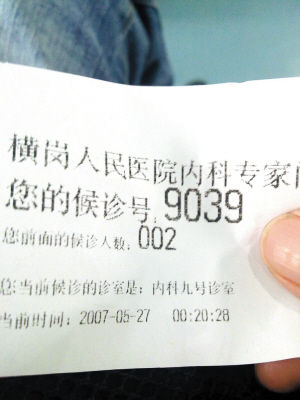 横岗人民医院内科专家门
您的候诊号:9039
您前面的候诊人数:002
您当前候诊的诊室是:内科九号诊室
当前时间:2007-05-27 00:20:28